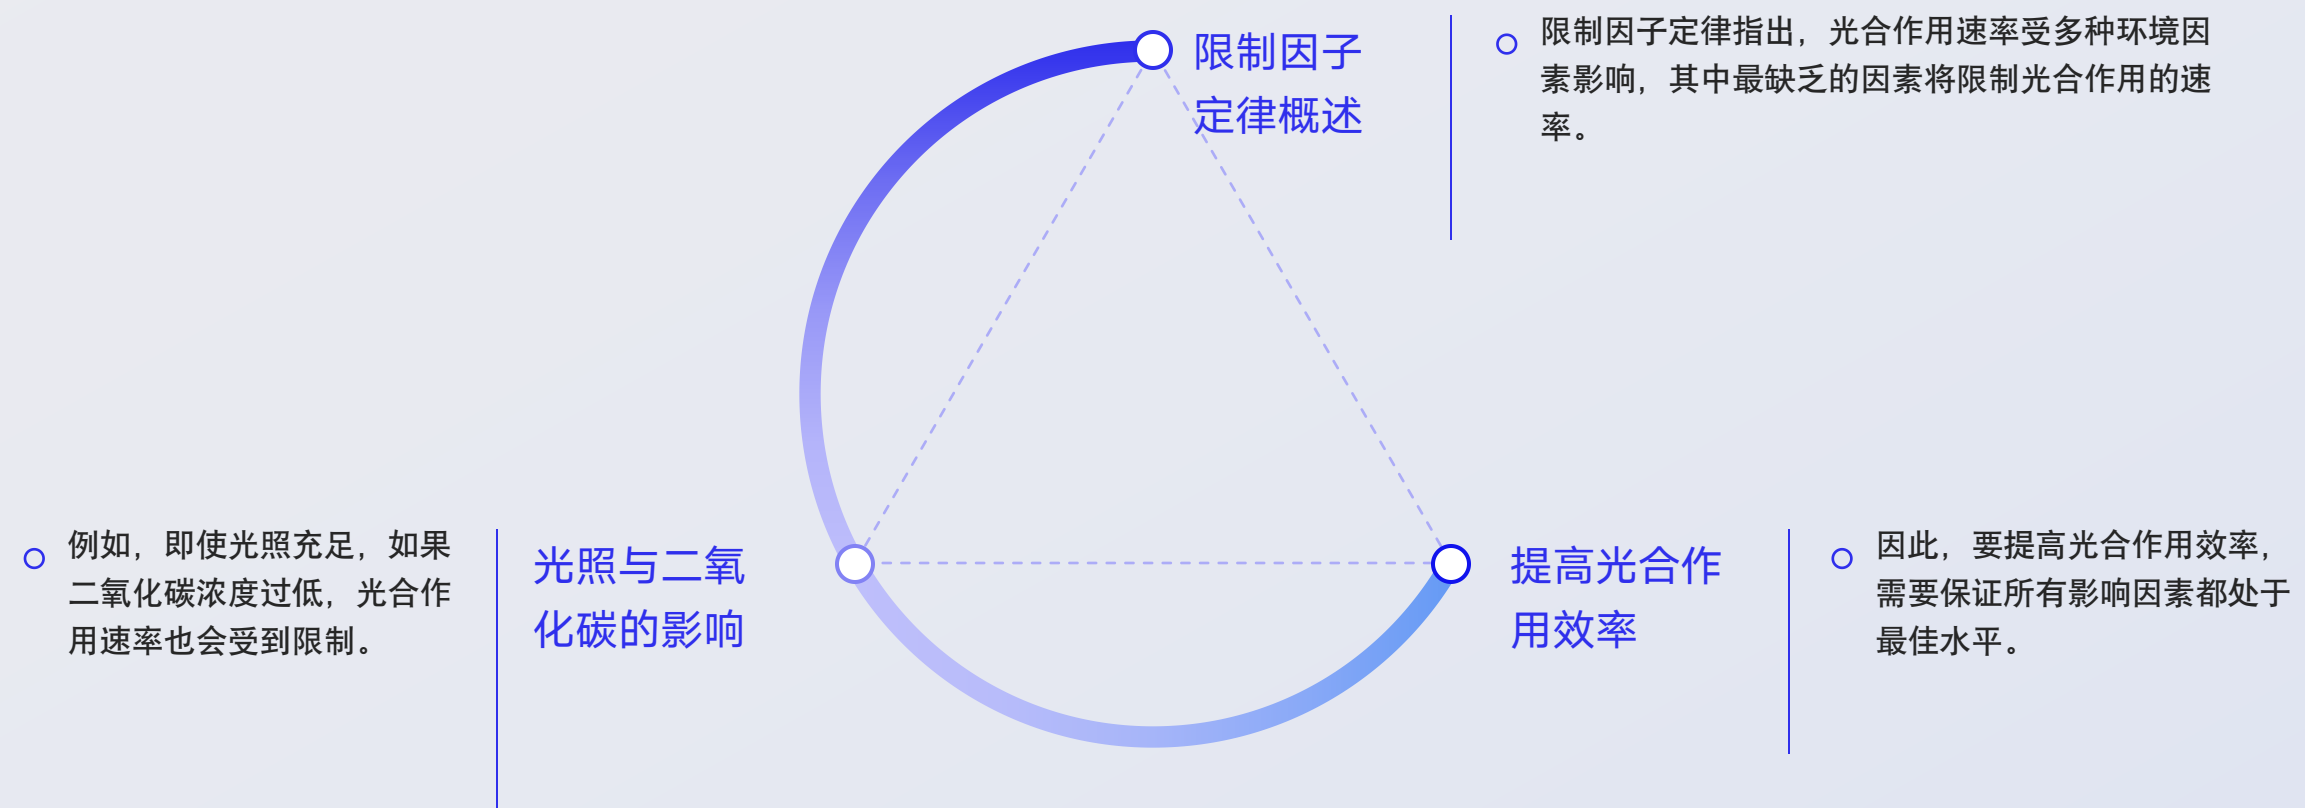 限制因子
定律概述
限制因子定律指出，光合作用速率受多种环境因
素影响，其中最缺乏的因素将限制光合作用的速
率。
例如，即使光照充足，如果
二氧化碳浓度过低，光合作
用速率也会受到限制。
光照与二氧
化碳的影响
提高光合作
用效率
因此，要提高光合作用效率，
需要保证所有影响因素都处于
最佳水平。